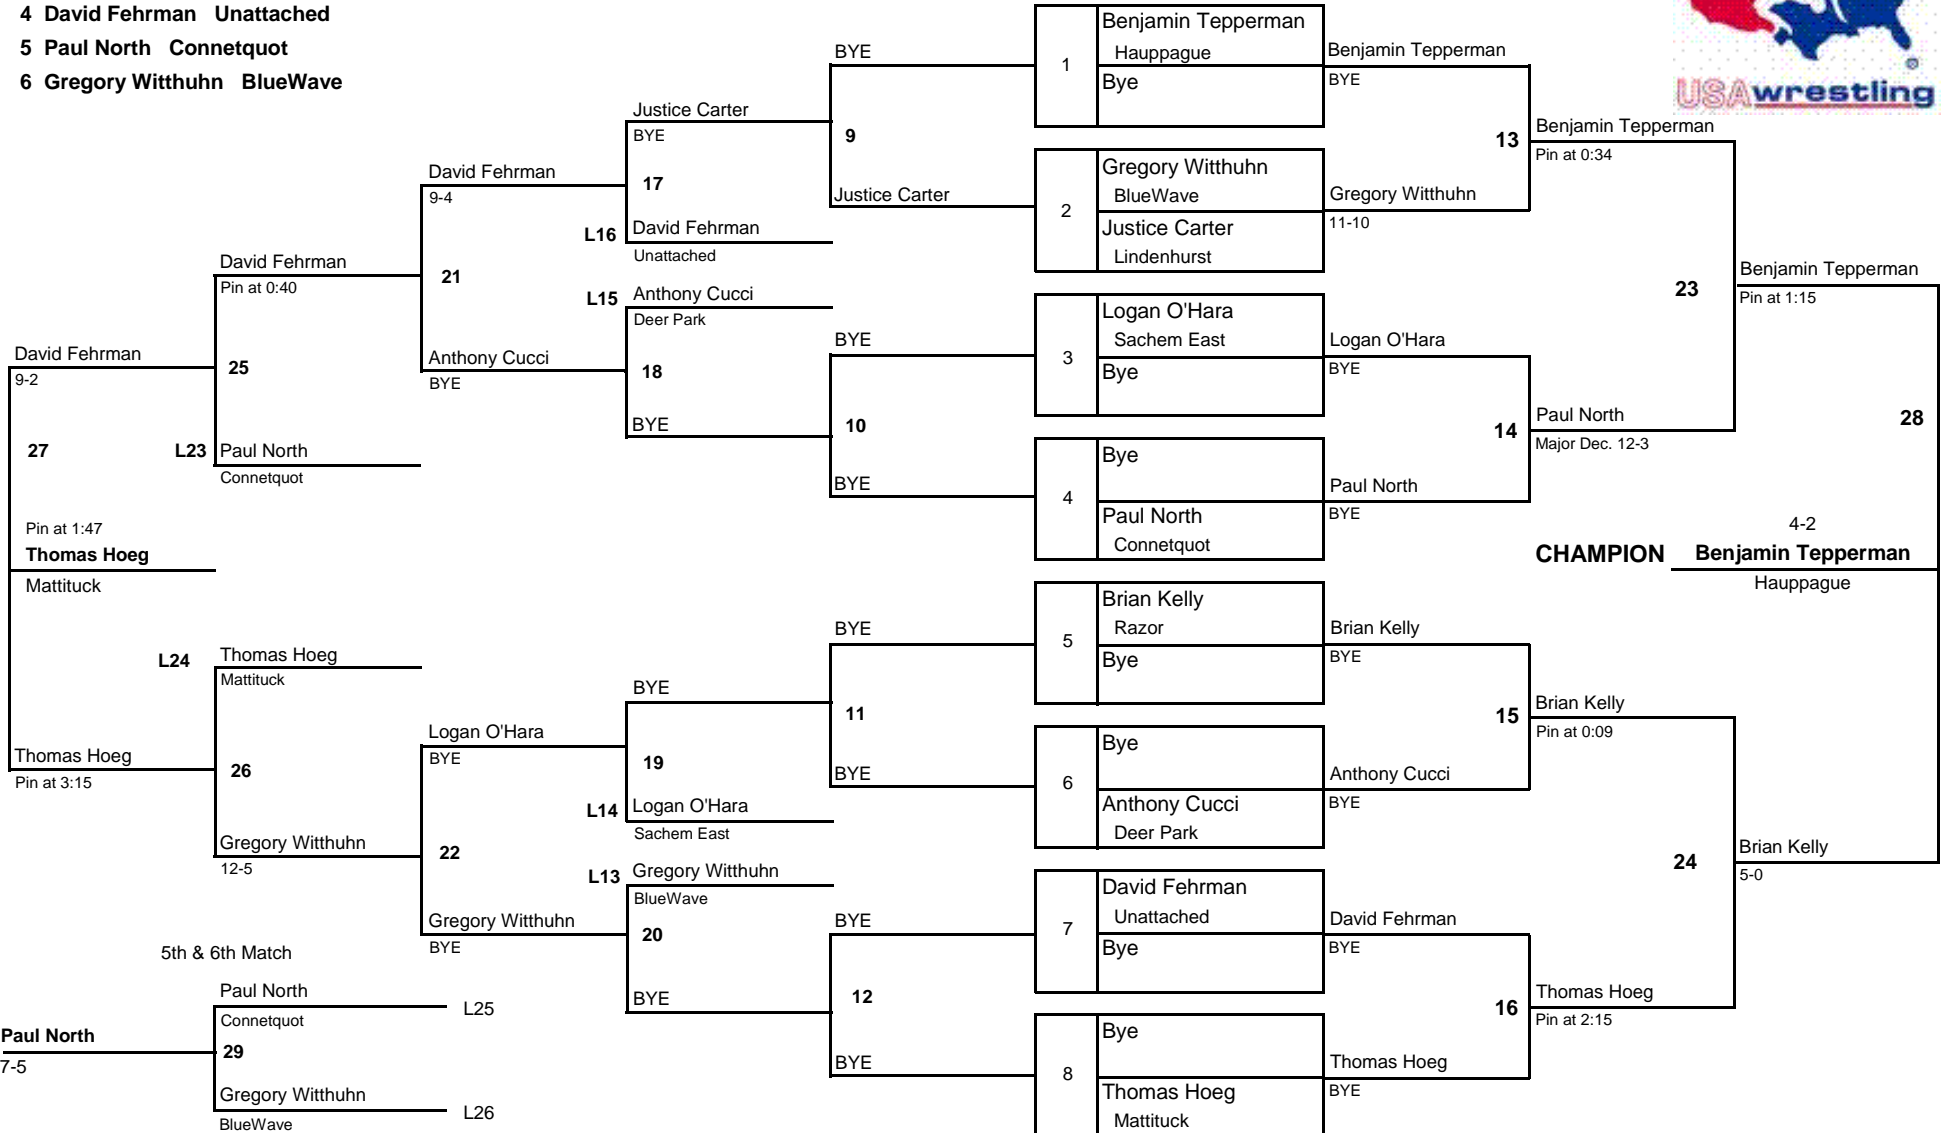 4 David Fehrman Unattached
5 Paul North Connetquot
6 Gregory Witthuhn BlueWave
David Fehrman
9-2
27
Pin at 1:47
Thomas Hoeg
Mattituck
Thomas Hoeg
Pin at 3:15
David Fehrman
Pin at 0:40
25
L23 Paul North
Connetquot
L24 Thomas Hoeg
Mattituck
26
Gregory Witthuhn
12-5
5th & 6th Match
Paul North
Connetquot
L25
Paul North
7-5
29
Gregory Witthuhn
BlueWave
L26
David Fehrman
9-4
21
Anthony Cucci
BYE
Logan O'Hara
BYE
22
Gregory Witthuhn
BYE
Justice Carter
BYE
17
L16 David Fehrman
Unattached
L15 Anthony Cucci
Deer Park
18
BYE
BYE
19
L14 Logan O'Hara
Sachem East
L13 Gregory Witthuhn
BlueWave
20
BYE
BYE
9
Justice Carter
BYE
10
BYE
BYE
11
BYE
BYE
12
BYE
1
Benjamin Tepperman
Hauppague
Bye
2
Gregory Witthuhn
BlueWave
Justice Carter
Lindenhurst
3
Logan O'Hara
Sachem East
Bye
4
Bye
Paul North
Connetquot
5
Brian Kelly
Razor
Bye
6
Bye
Anthony Cucci
Deer Park
7
David Fehrman
Unattached
Bye
8
Bye
Thomas Hoeg
Mattituck
Benjamin Tepperman
BYE
13
Gregory Witthuhn
11-10
Logan O'Hara
BYE
14
Paul North
BYE
Brian Kelly
BYE
15
Anthony Cucci
BYE
David Fehrman
BYE
16
Thomas Hoeg
BYE
Benjamin Tepperman
Pin at 0:34
23
Paul North
Major Dec. 12-3
Brian Kelly
Pin at 0:09
24
Thomas Hoeg
Pin at 2:15
Benjamin Tepperman
Pin at 1:15
28
4-2
CHAMPION Benjamin Tepperman
Hauppague
Brian Kelly
5-0
®
USAwrestling